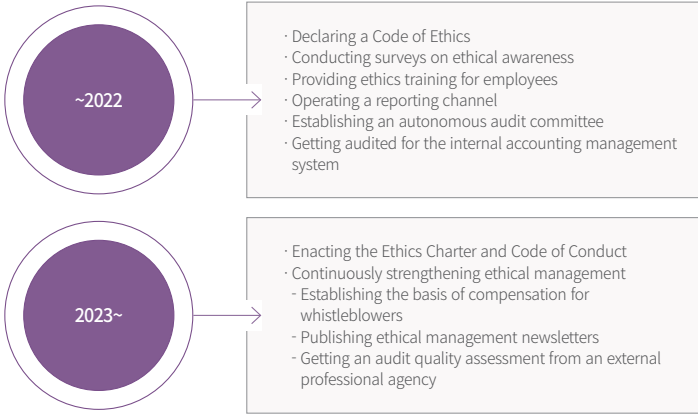 ~2022
· Declaring a Code of Ethics
· Conducting surveys on ethical awareness
· Providing ethics training for employees
· Operating a reporting channel
· Establishing an autonomous audit committee
· Getting audited for the internal accounting management
system
2023~
· Enacting the Ethics Charter and Code of Conduct
· Continuously strengthening ethical management
- Establishing the basis of compensation for
whistleblowers
- Publishing ethical management newsletters
- Getting an audit quality assessment from an external
professional agency